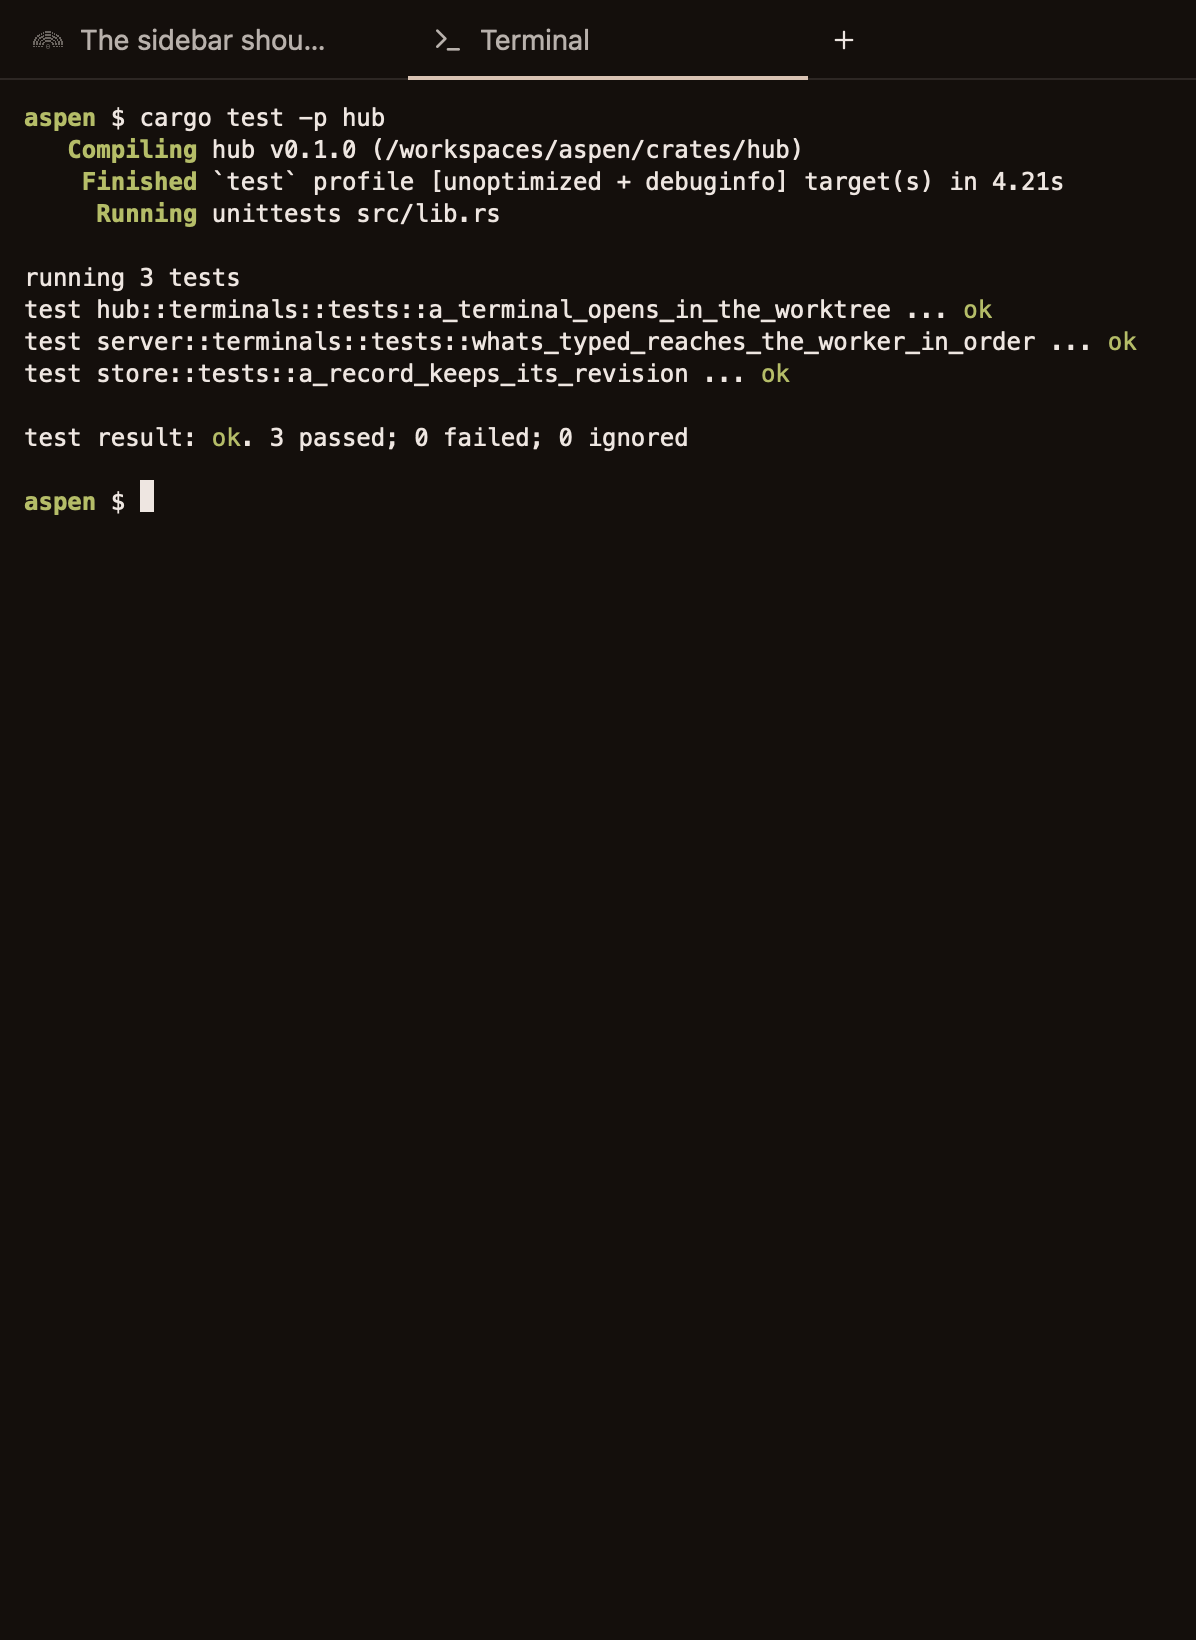 The sidebar shou...
>_ Terminal
+
aspen $ cargo test -p hub
   Compiling hub v0.1.0 (/workspaces/aspen/crates/hub)
    Finished `test` profile [unoptimized + debuginfo] target(s) in 4.21s
     Running unittests src/lib.rs
running 3 tests
test hub::terminals::tests::a_terminal_opens_in_the_worktree ... ok
test server::terminals::tests::whats_typed_reaches_the_worker_in_order ... ok
test store::tests::a_record_keeps_its_revision ... ok
test result: ok. 3 passed; 0 failed; 0 ignored
aspen $